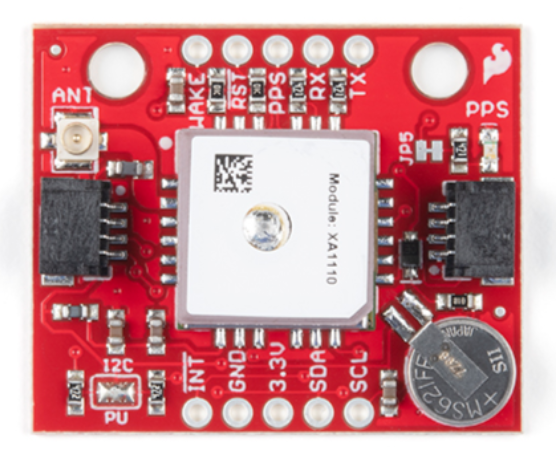 WAKE
RST
PPS
RX
TX
ANT
PPS
JP5
Module: XA1110
I2C
PU
INT
GND
3.3V
SDA
SCL
+MS621FE
JAPAN
SII